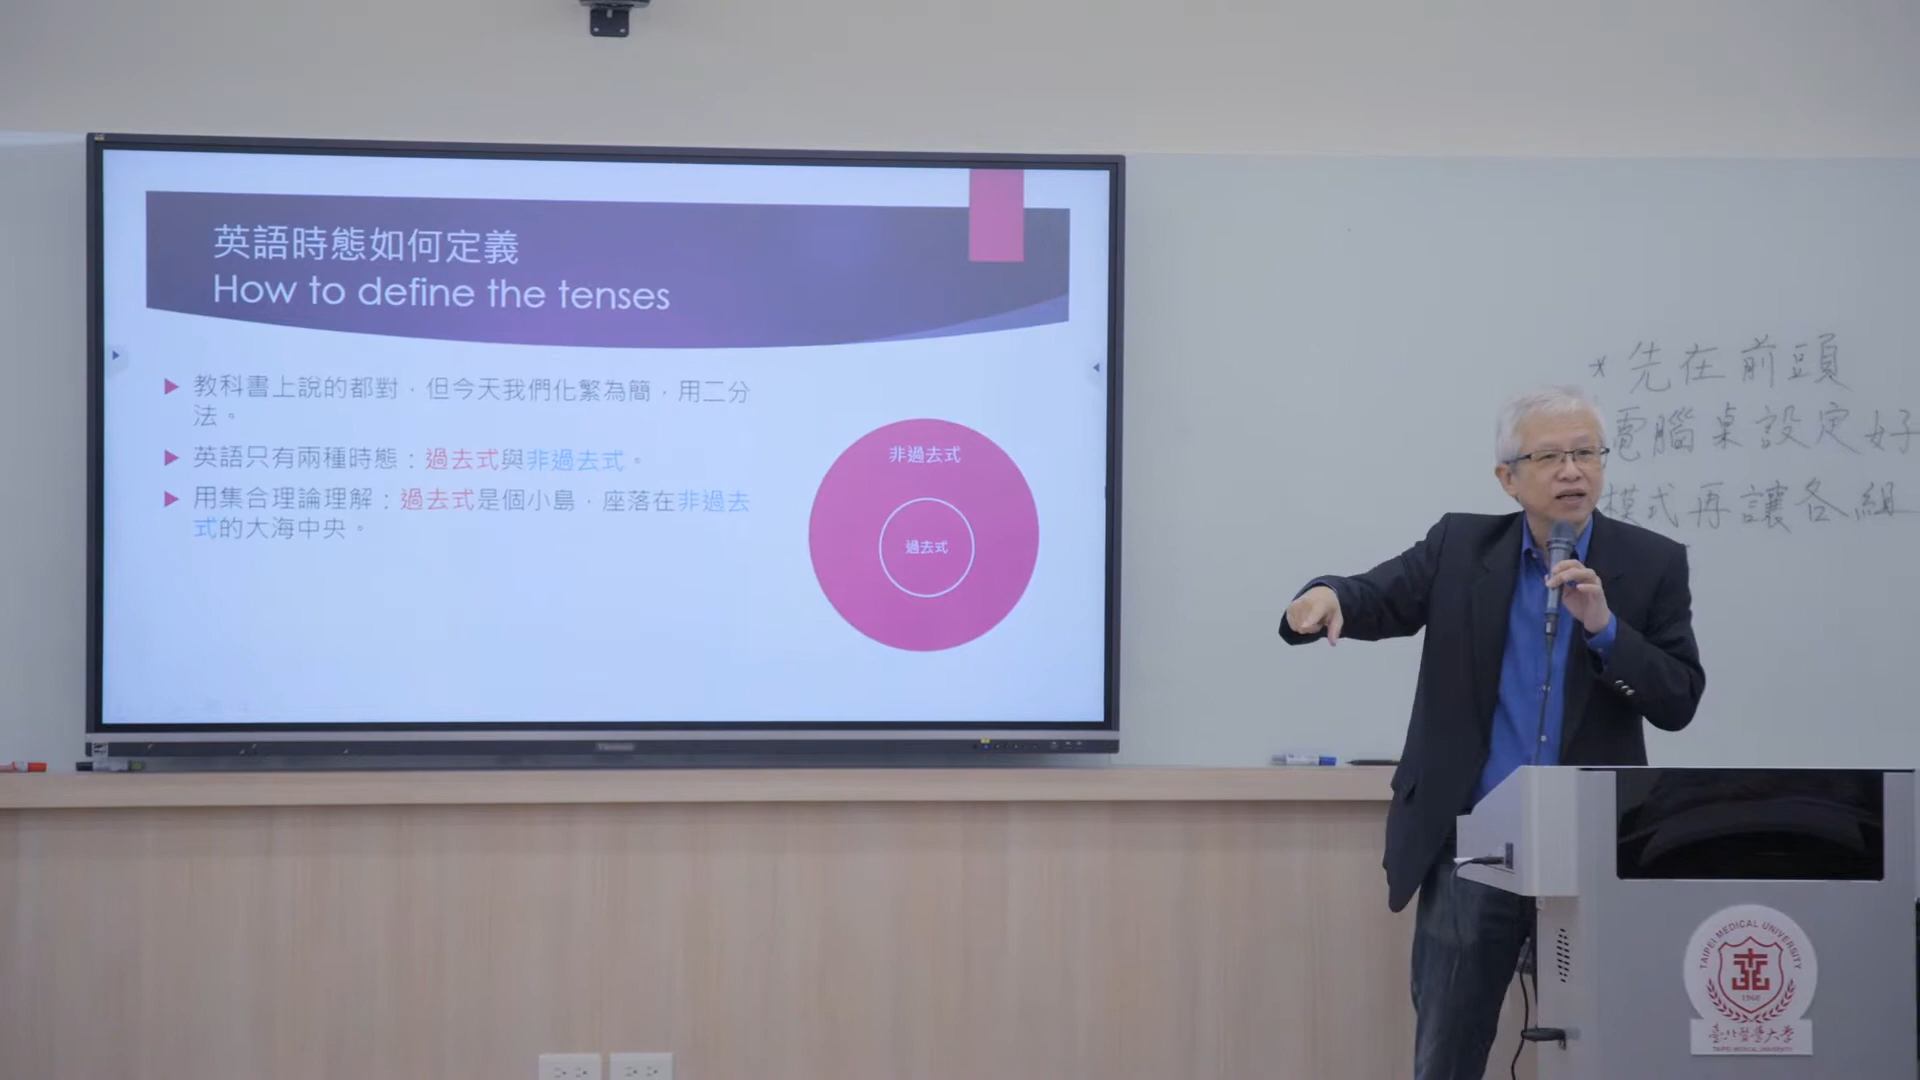 英語時態如何定義
How to define the tenses
教科書上說的都對，但今天我們化繁為簡，用二分
法。
英語只有兩種時態：過去式與非過去式。
用集合理論理解：過去式是個小島，座落在非過去
式的大海中央。
非過去式
過去式
*先在前頭
電腦桌設定好
模式再讓各組
TAIPEI MEDICAL UNIVERSITY
1960
臺北醫學大學
TAIPEI MEDICAL UNIVERSITY